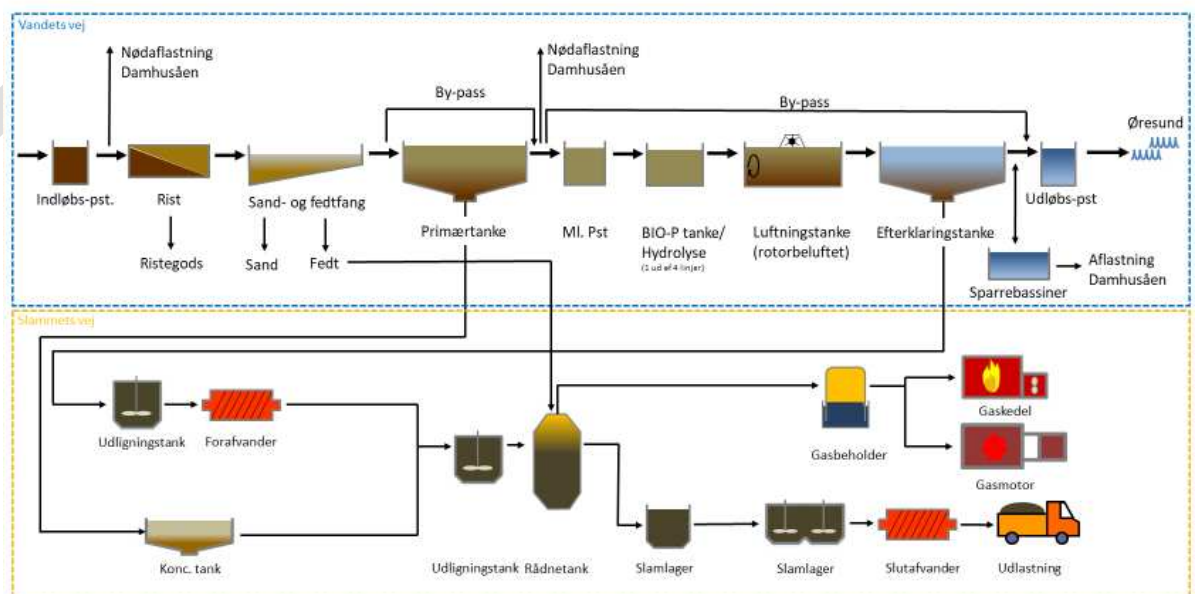 Vandets vej
Nødaflastning
Damhusåen
Nødaflastning
Damhusåen
By-pass
By-pass
Øresund
Indløbs-pst.
Rist
Sand- og fedtfang
Primærtanke
Ml. Pst
BIO-P tanke/
Hydrolyse
(1 ud af 4 linjer)
Luftningstanke
(rotorbeluftet)
Efterklaringstanke
Udløbs-pst
Ristegods
Sand
Fedt
Sparrebassiner
Aflastning
Damhusåen
Slammets vej
Udligningstank
Forafvander
Konc. tank
Udligningstank
Rådnetank
Gasbeholder
Gaskedel
Gasmotor
Slamlager
Slamlager
Slutafvander
Udlastning